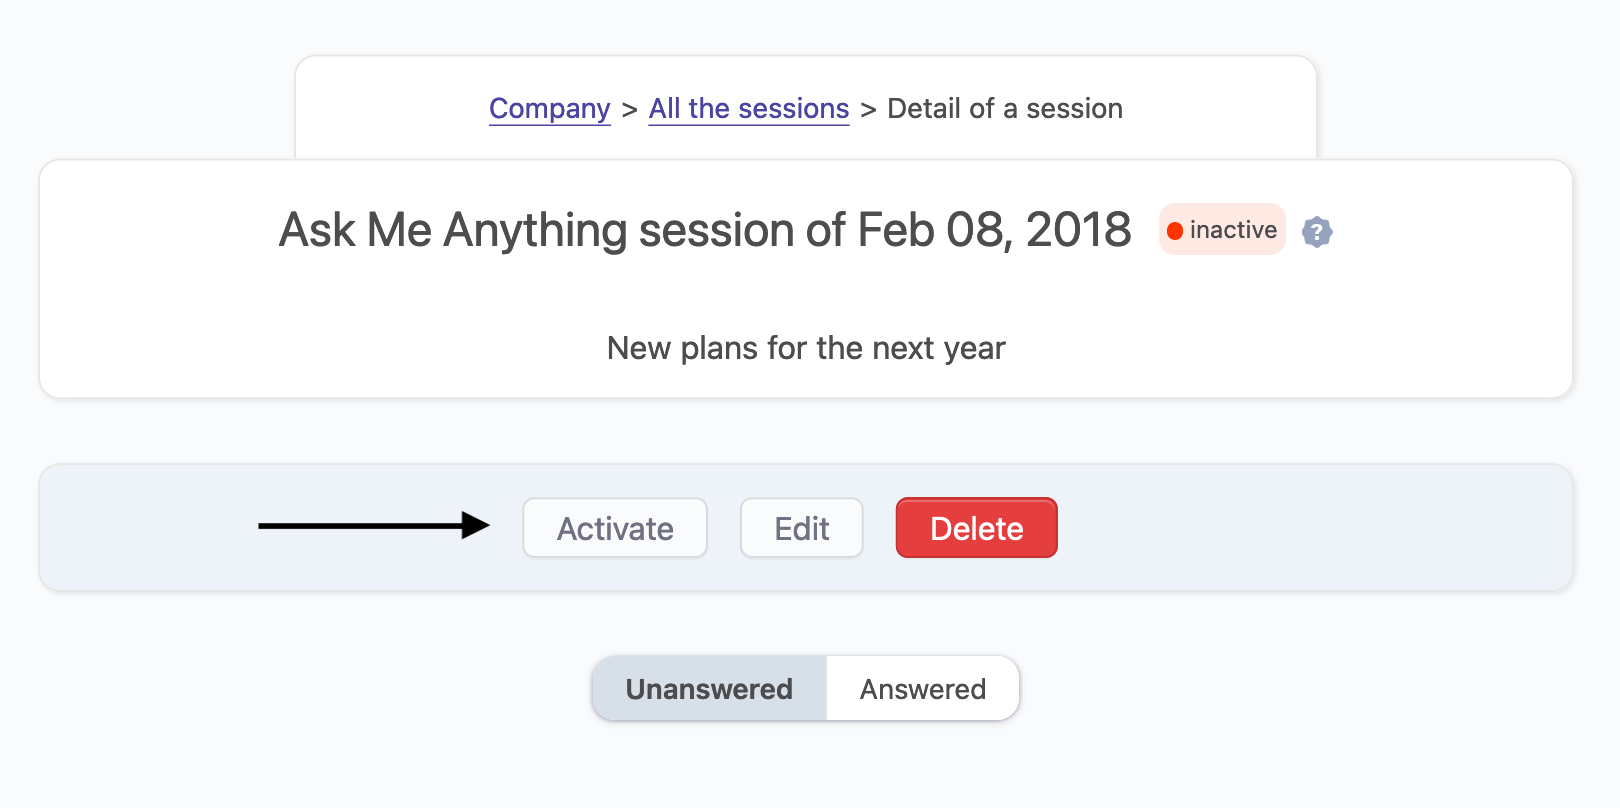 Company > All the sessions > Detail of a session
Ask Me Anything session of Feb 08, 2018 inactive ?
New plans for the next year
Activate Edit Delete
Unanswered Answered